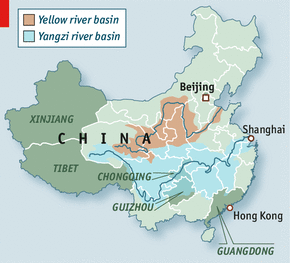 Yellow river basin
Yangzi river basin
Beijing
XINJIANG
Shanghai
CHINA
TIBET
CHONGQING
GUIZHOU
Hong Kong
GUANGDONG